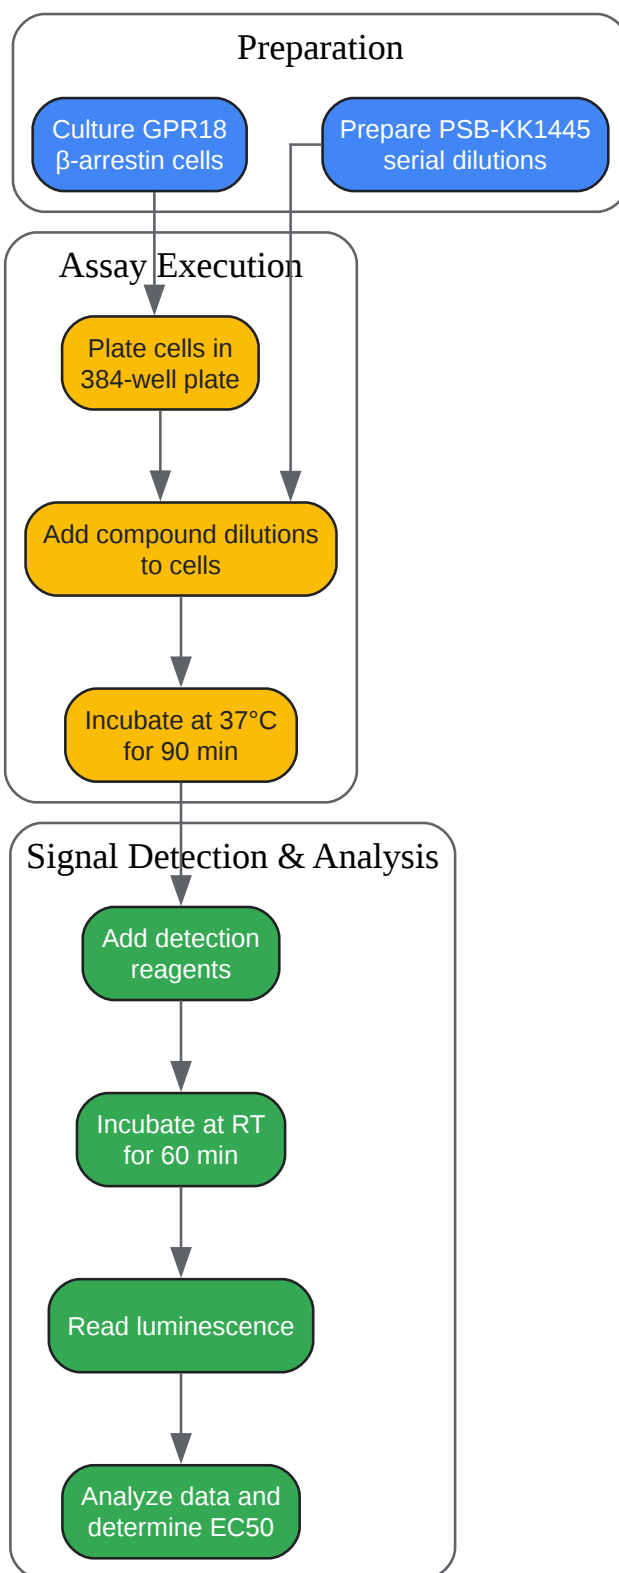 Preparation
Culture GPR18
β-arrestin cells
Prepare PSB-KK1445
serial dilutions
Assay Execution
Plate cells in
384-well plate
Add compound dilutions
to cells
Incubate at 37°C
for 90 min
Signal Detection & Analysis
Add detection
reagents
Incubate at RT
for 60 min
Read luminescence
Analyze data and
determine EC50